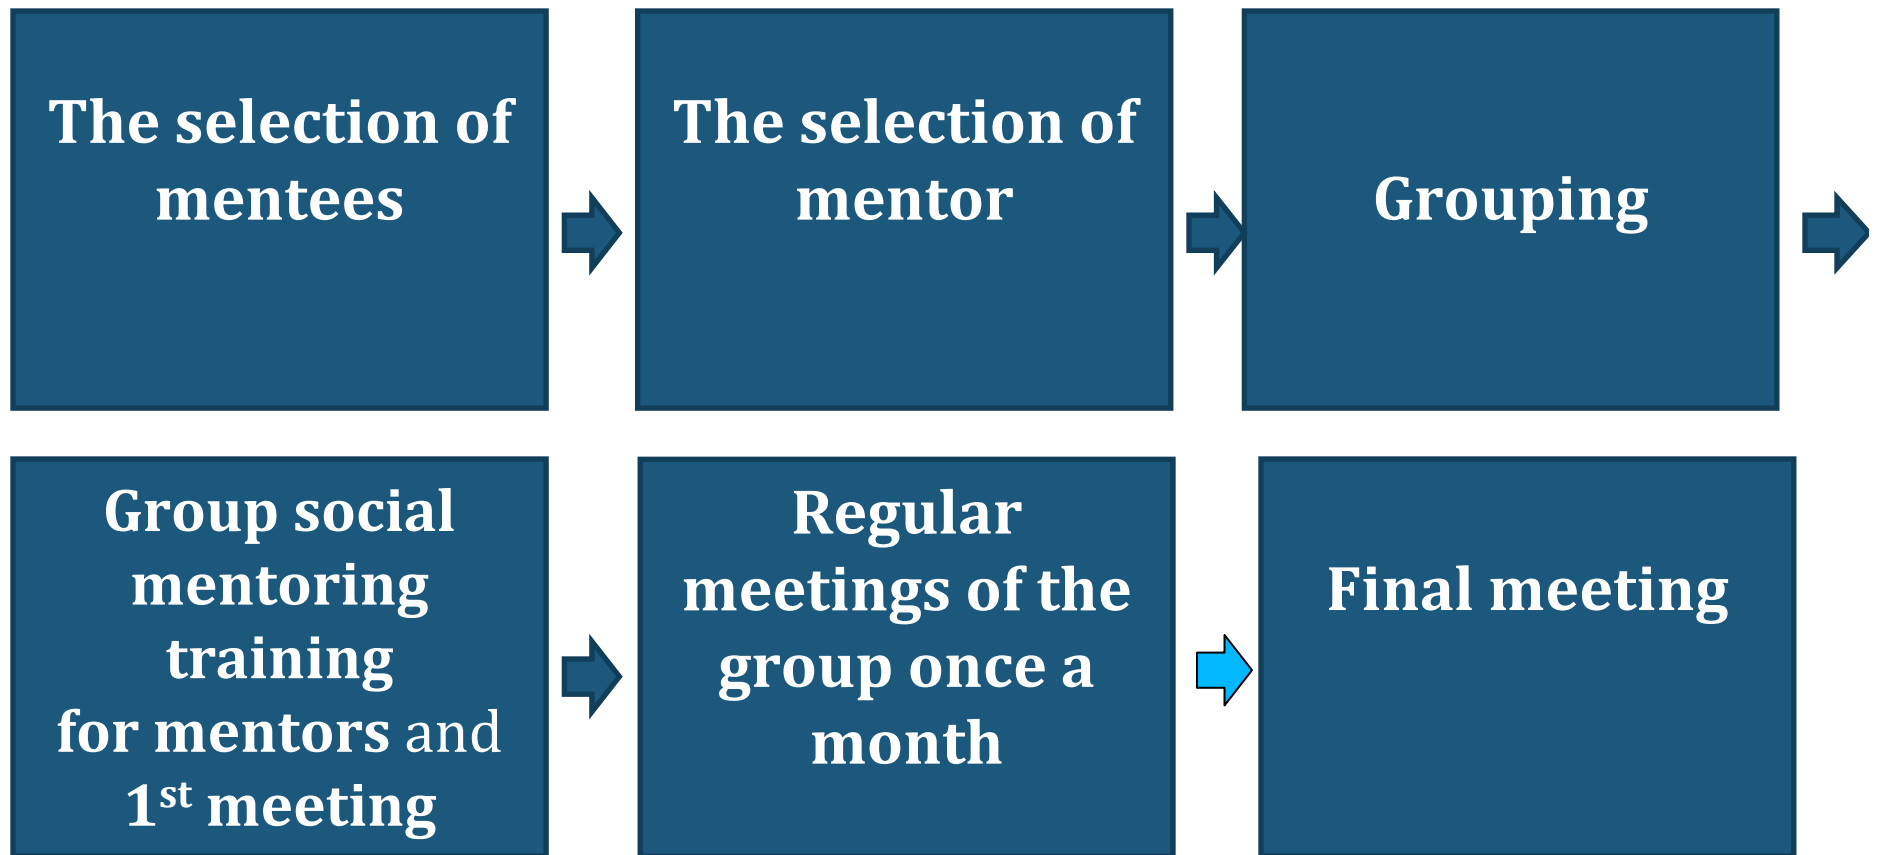 The selection of
mentees
The selection of
mentor
Grouping
Group social
mentoring
training
for mentors and
1st meeting
Regular
meetings of the
group once a
month
Final meeting